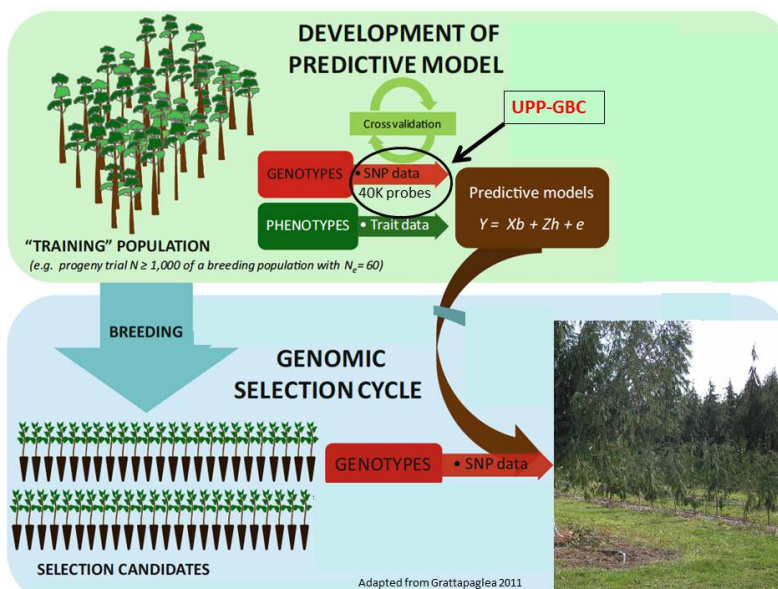 DEVELOPMENT OF
PREDICTIVE MODEL
UPP-GBC
Cross validation
GENOTYPES
• SNP data
40K probes
PHENOTYPES
• Trait data
Predictive models
Y = Xb + Zh + e
“TRAINING” POPULATION
(e.g. progeny trial N ≥ 1,000 of a breeding population with Ne = 60)
BREEDING
GENOMIC
SELECTION CYCLE
GENOTYPES
• SNP data
SELECTION CANDIDATES
Adapted from Grattapaglea 2011